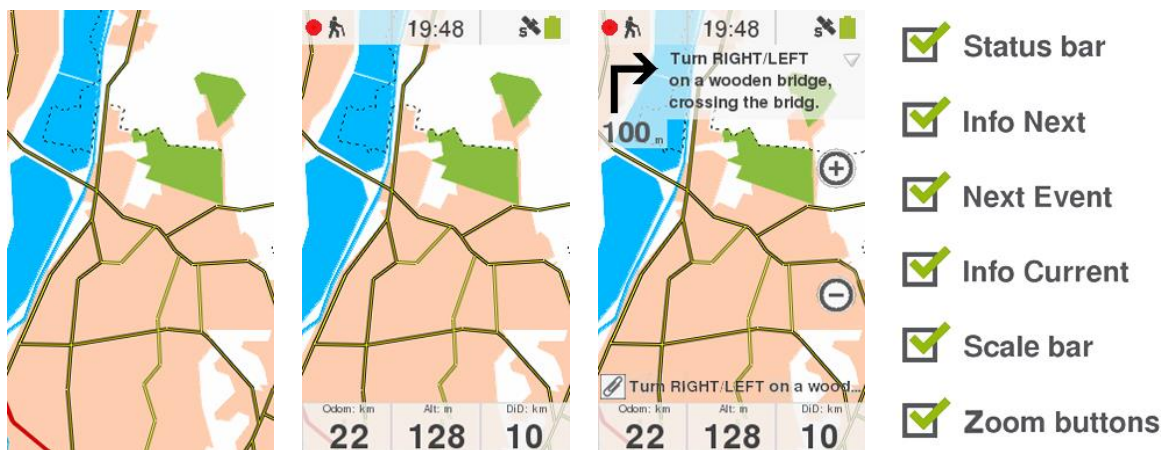 19:48
S
Odom: km
Alt: m
DiD: km
22
128
10
19:48
S
Turn RIGHT/LEFT
on a wooden bridge,
crossing the bridg.
100 m
Turn RIGHT/LEFT on a wood...
Odom: km
Alt: m
DiD: km
22
128
10
Status bar
Info Next
Next Event
Info Current
Scale bar
Zoom buttons